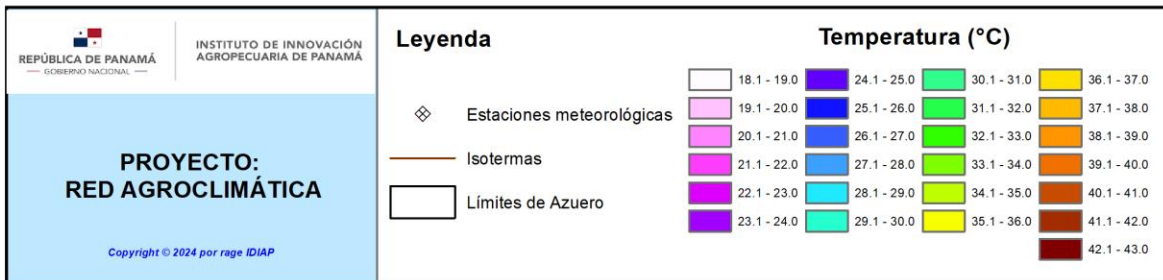 REPÚBLICA DE PANAMÁ
— GOBIERNO NACIONAL —
INSTITUTO DE INNOVACIÓN
AGROPECUARIA DE PANAMÁ
PROYECTO:
RED AGROCLIMÁTICA
Copyright © 2024 por rage IDIAP
Leyenda
Estaciones meteorológicas
Isotermas
Límites de Azuero
Temperatura (°C)
18.1 - 19.0
19.1 - 20.0
20.1 - 21.0
21.1 - 22.0
22.1 - 23.0
23.1 - 24.0
24.1 - 25.0
25.1 - 26.0
26.1 - 27.0
27.1 - 28.0
28.1 - 29.0
29.1 - 30.0
30.1 - 31.0
31.1 - 32.0
32.1 - 33.0
33.1 - 34.0
34.1 - 35.0
35.1 - 36.0
36.1 - 37.0
37.1 - 38.0
38.1 - 39.0
39.1 - 40.0
40.1 - 41.0
41.1 - 42.0
42.1 - 43.0